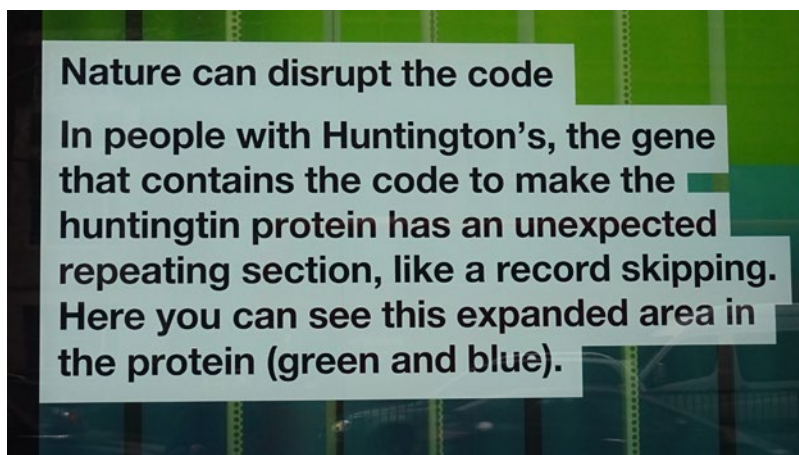 Nature can disrupt the code
In people with Huntington's, the gene
that contains the code to make the
huntingtin protein has an unexpected
repeating section, like a record skipping.
Here you can see this expanded area in
the protein (green and blue).